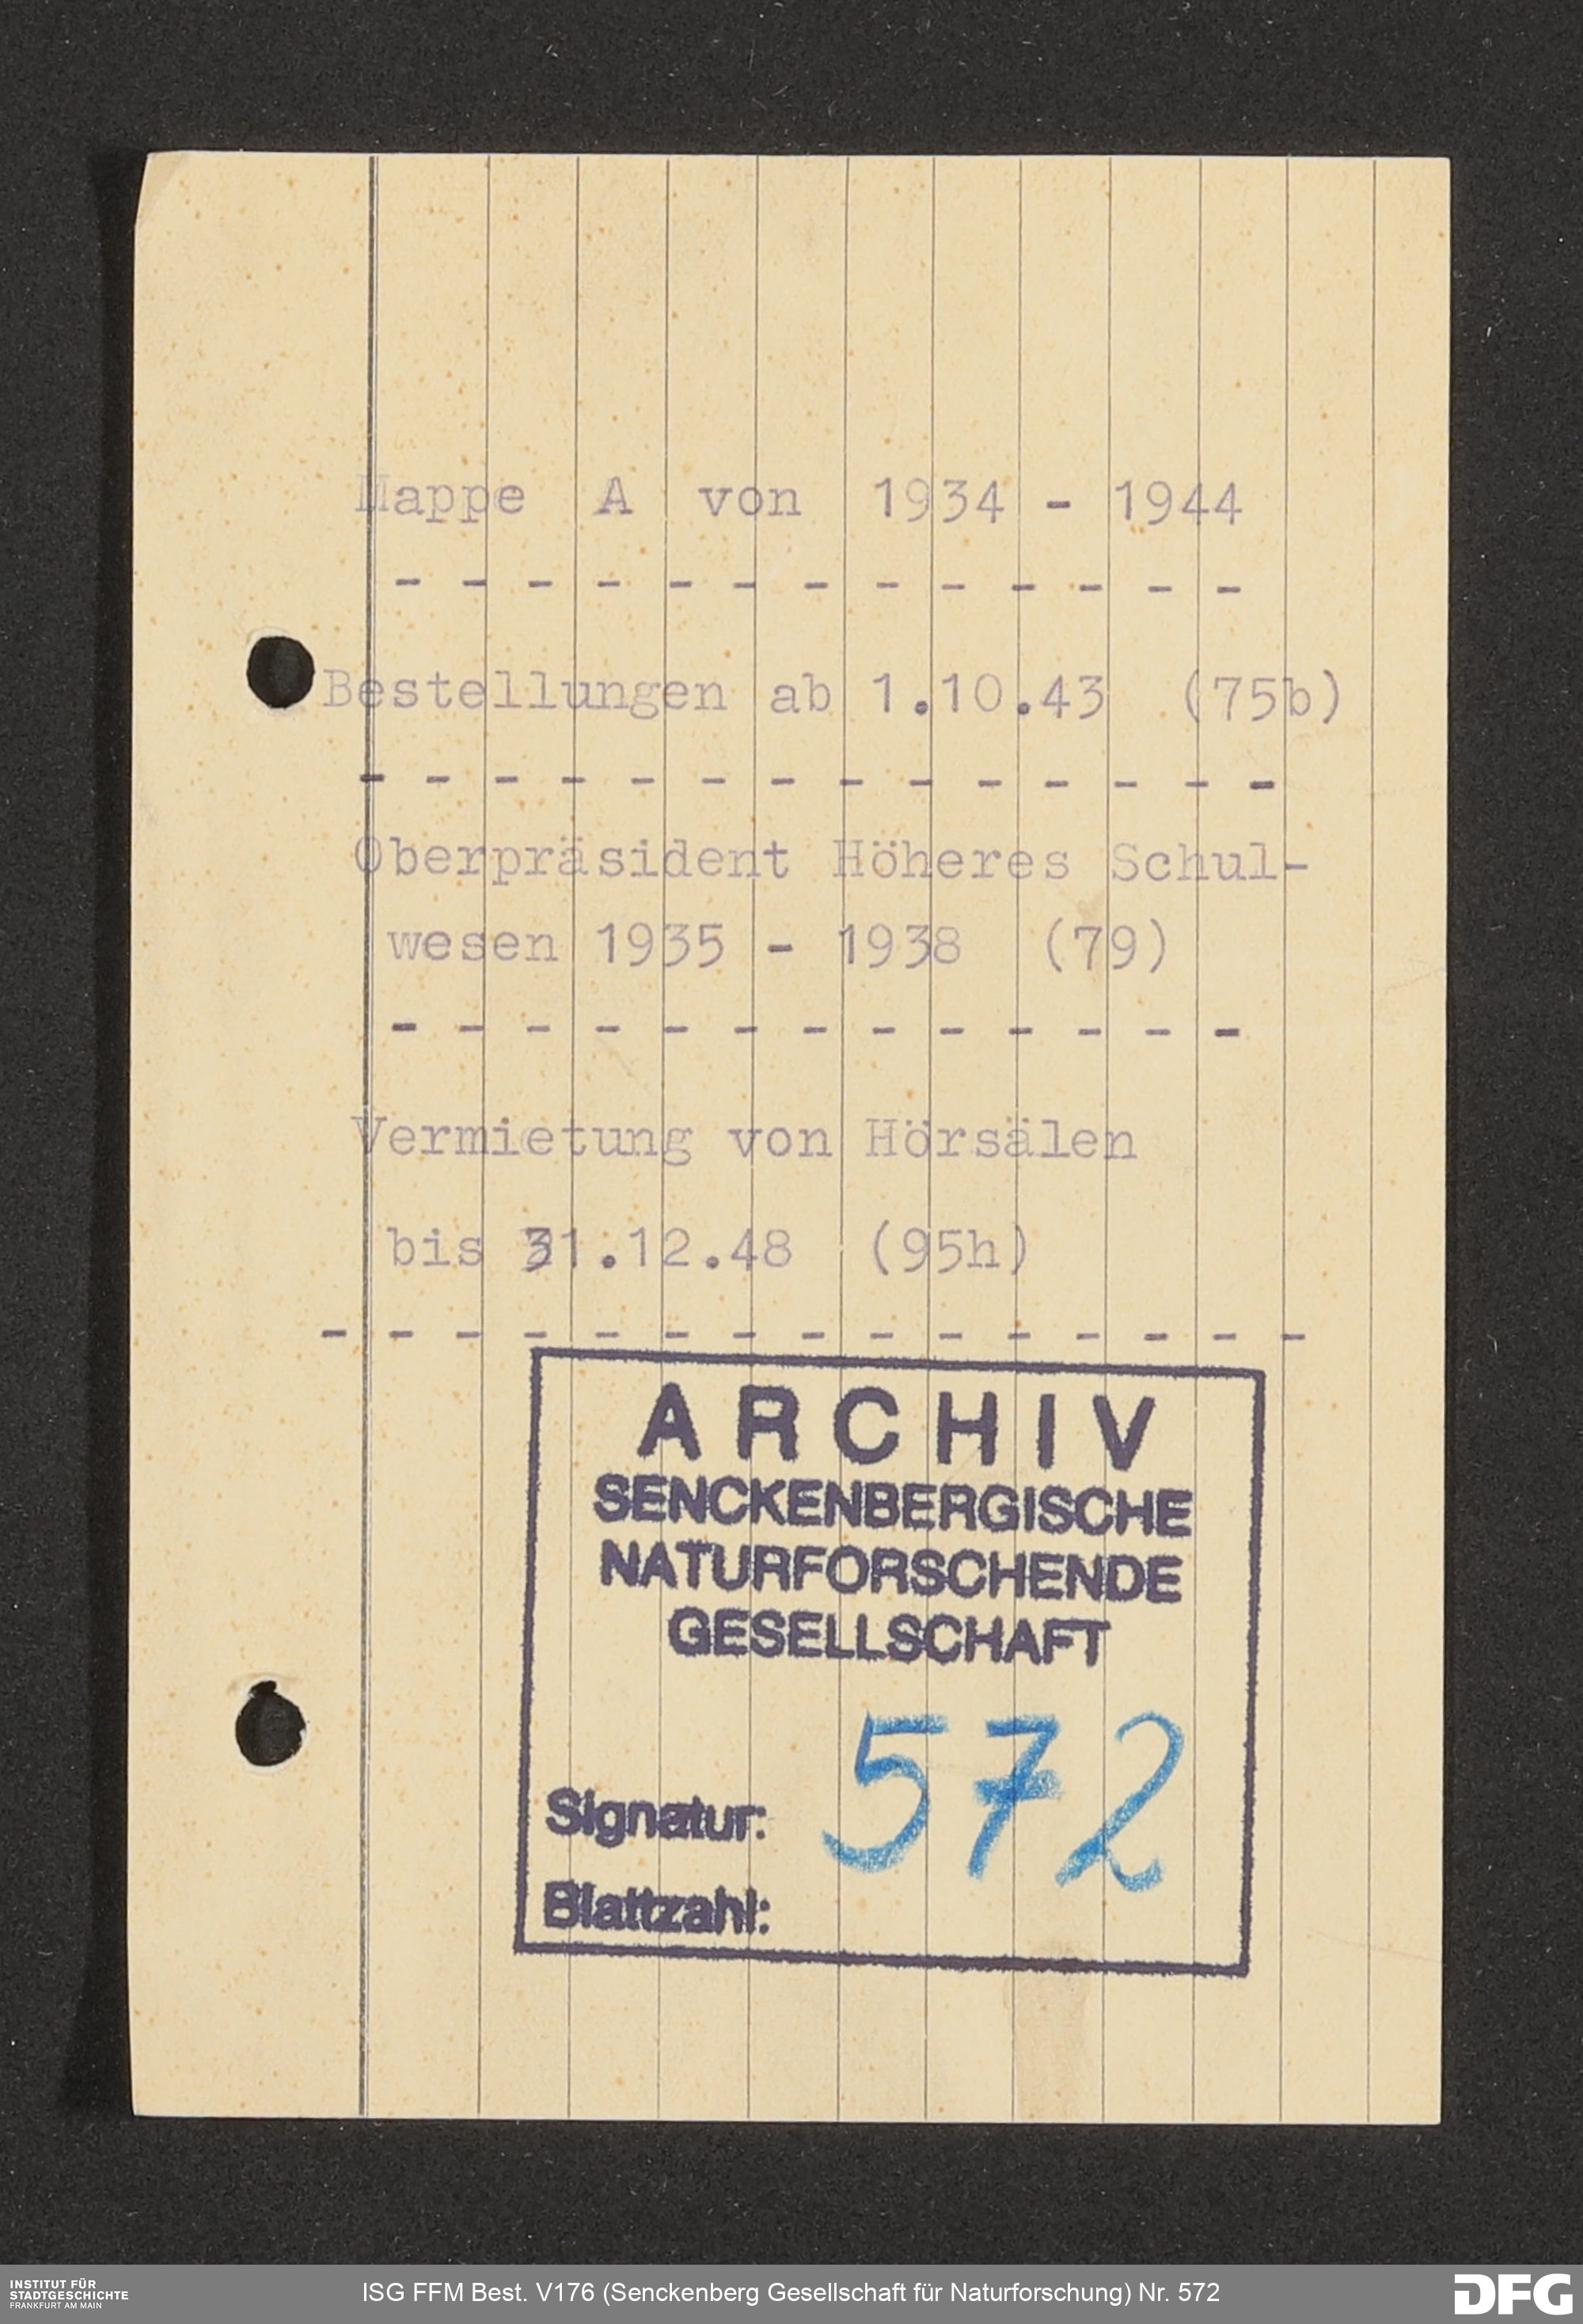 Mappe A von 1934 - 1944
- - - - - - - - - - - - -
Bestellungen ab 1.10.43 (75b)
- - - - - - - - - - - - - -
Oberpräsident Höheres Schul-
wesen 1935 - 1938 (79)
- - - - - - - - - - - - -
Vermietung von Hörsälen
bis 31.12.48 (95h)
- - - - - - - - - - - - - - -
ARCHIV
SENCKENBERGISCHE
NATURFORSCHENDE
GESELLSCHAFT
Signatur: 572
Blattzahl:
INSTITUT FÜR
STADTGESCHICHTE
FRANKFURT AM MAIN
ISG FFM Best. V176 (Senckenberg Gesellschaft für Naturforschung) Nr. 572
DFG